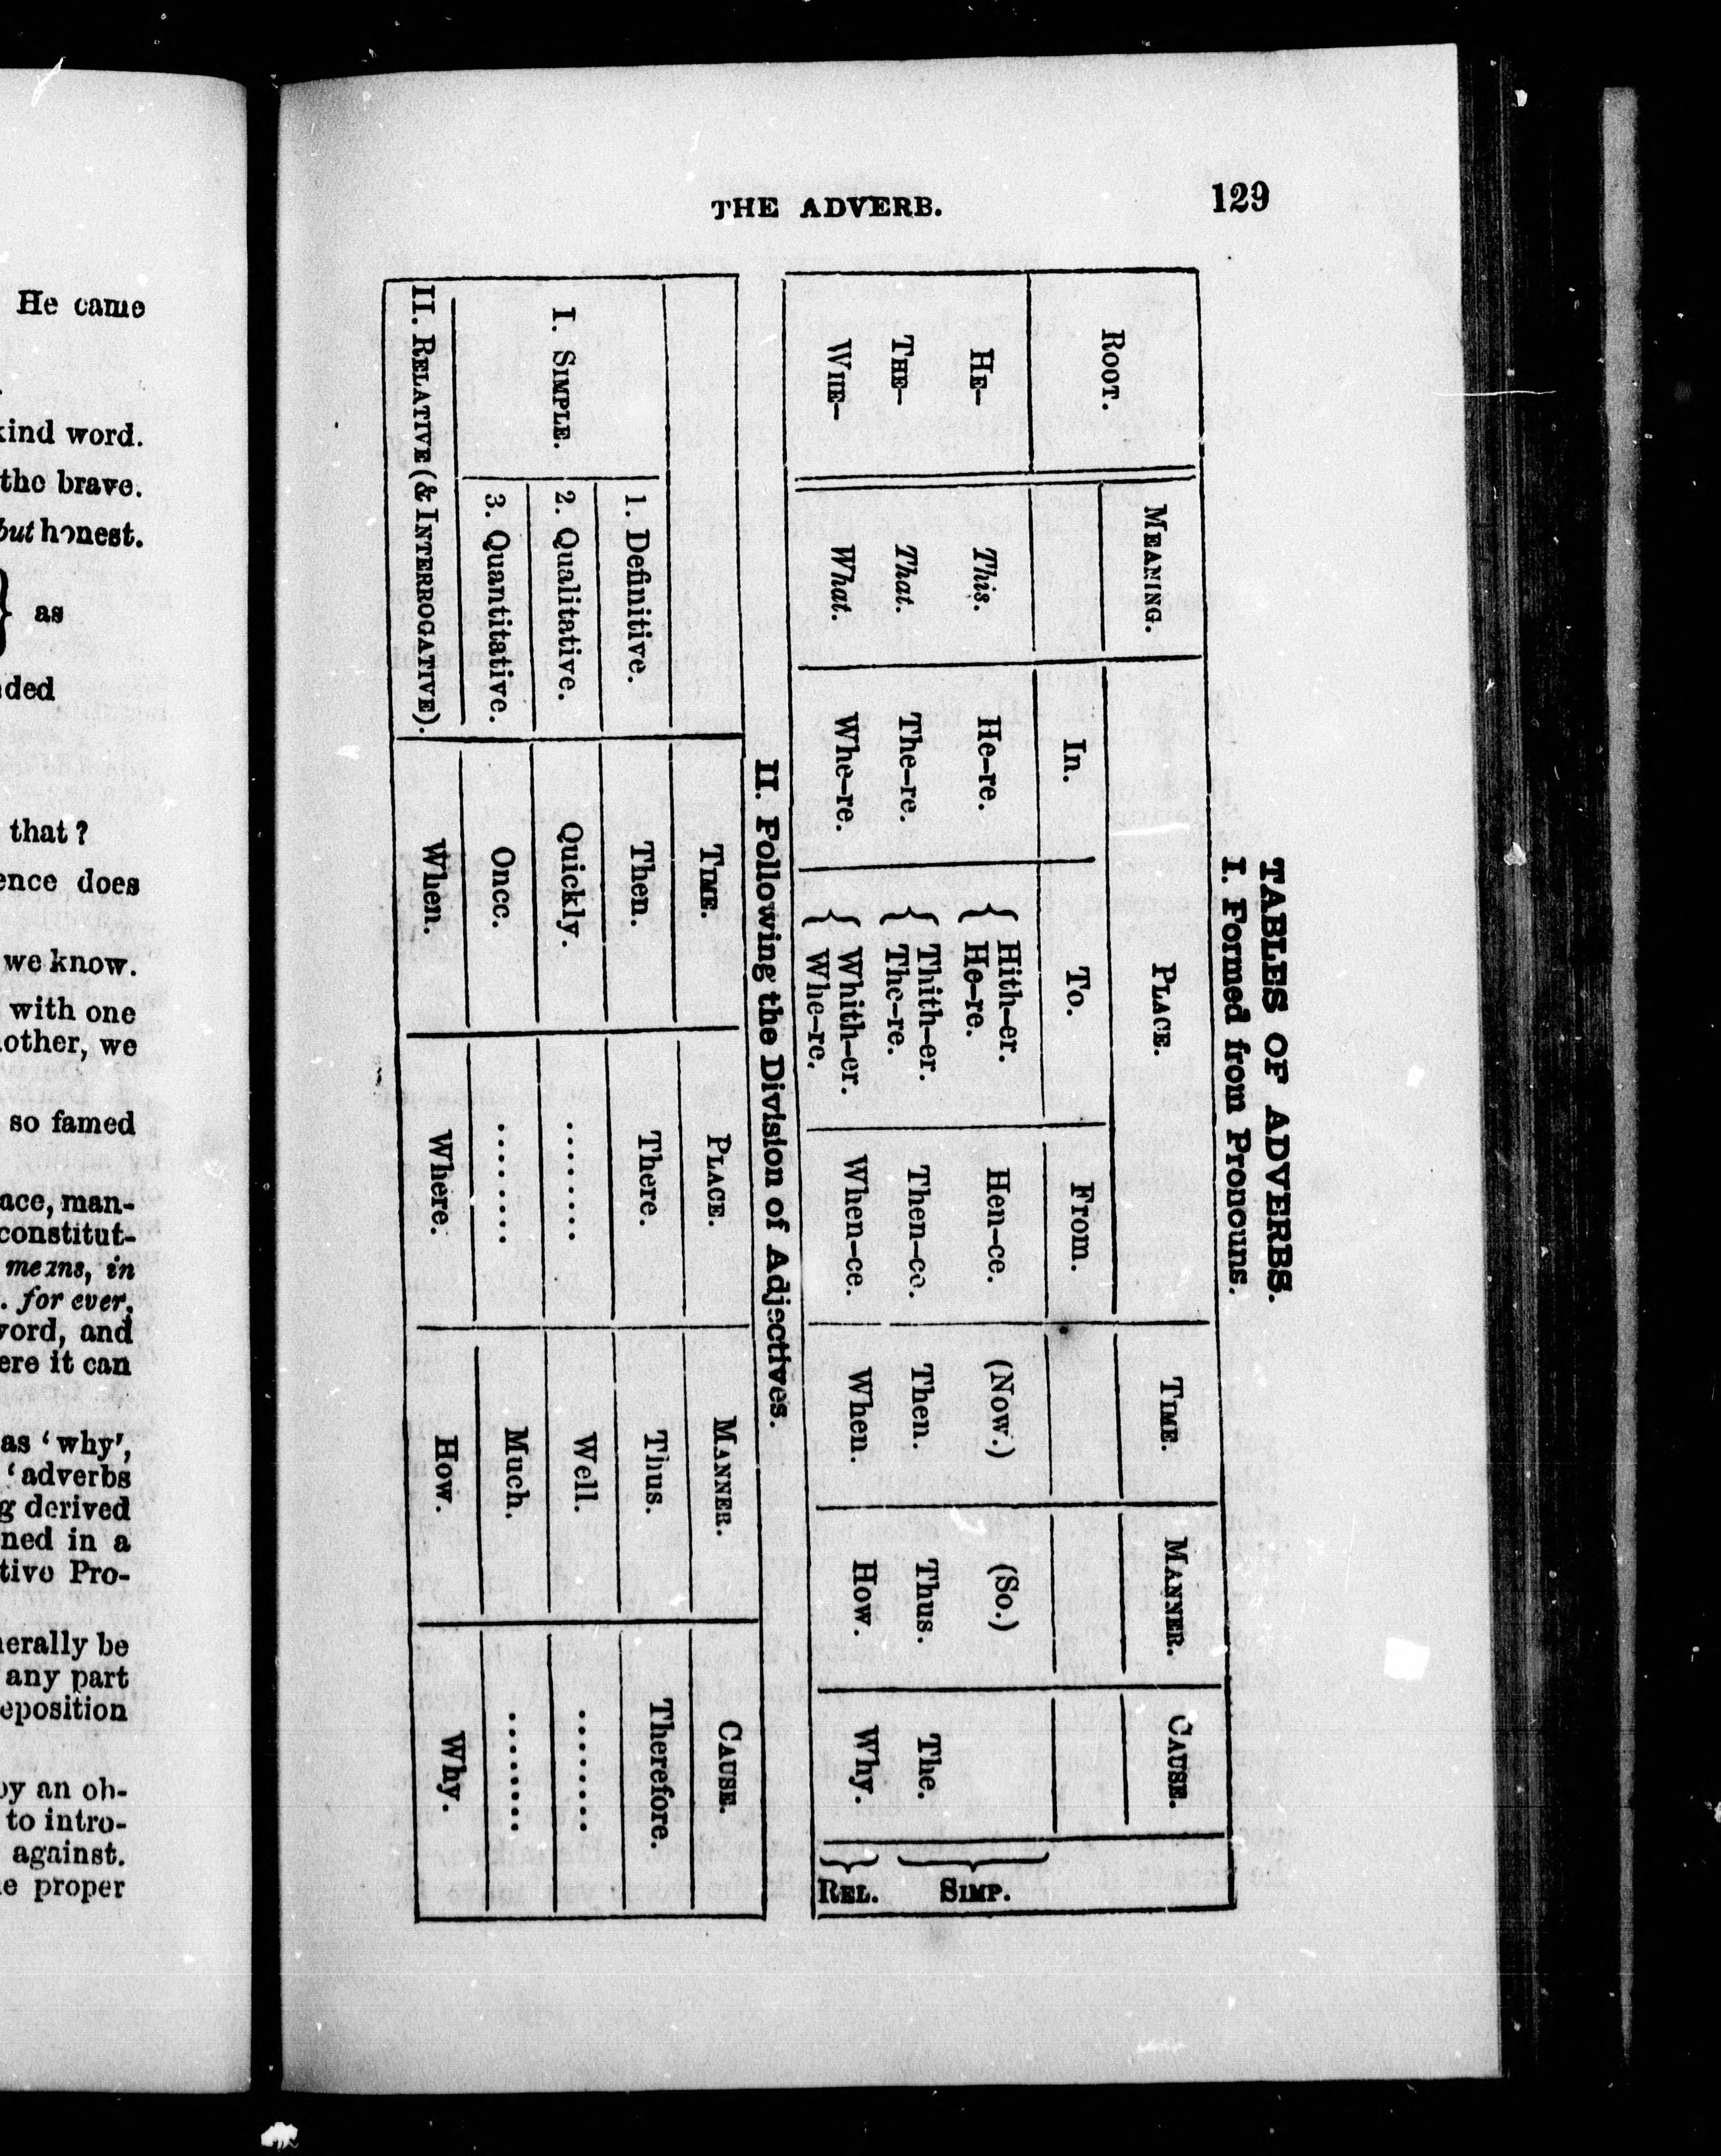 He came
kind word.
the brave.
but honest.
} as
ded
that ?
ence does
we know.
with one
other, we
so famed
ace, man-
constitut-
means, in
. for ever,
word, and
ere it can
as ‘why’,
‘adverbs
g derived
ned in a
tive Pro-
nerally be
any part
eposition
by an ob-
to intro-
against.
e proper
THE ADVERB. 129
TABLES OF ADVERBS.
I. Formed from Pronouns.
ROOT. MEANING. PLACE. TIME. MANNER. CAUSE.
In. To. From.
HE– This. He–re. { Hith–er. He–re. Hen–ce. (Now.) (So.)
THE– That. The–re. { Thith–er. The–re. Then–ce. Then. Thus. The. } SIMP.
WHE– What. Whe–re. { Whith–er. Whe–re. When–ce. When. How. Why. } REL.
II. Following the Division of Adjectives.
TIME. PLACE. MANNER. CAUSE.
I. SIMPLE. 1. Definitive. Then. There. Thus. Therefore.
2. Qualitative. Quickly. ........ Well. ........
3. Quantitative. Once. ........ Much. ........
II. RELATIVE (& INTERROGATIVE). When. Where. How. Why.